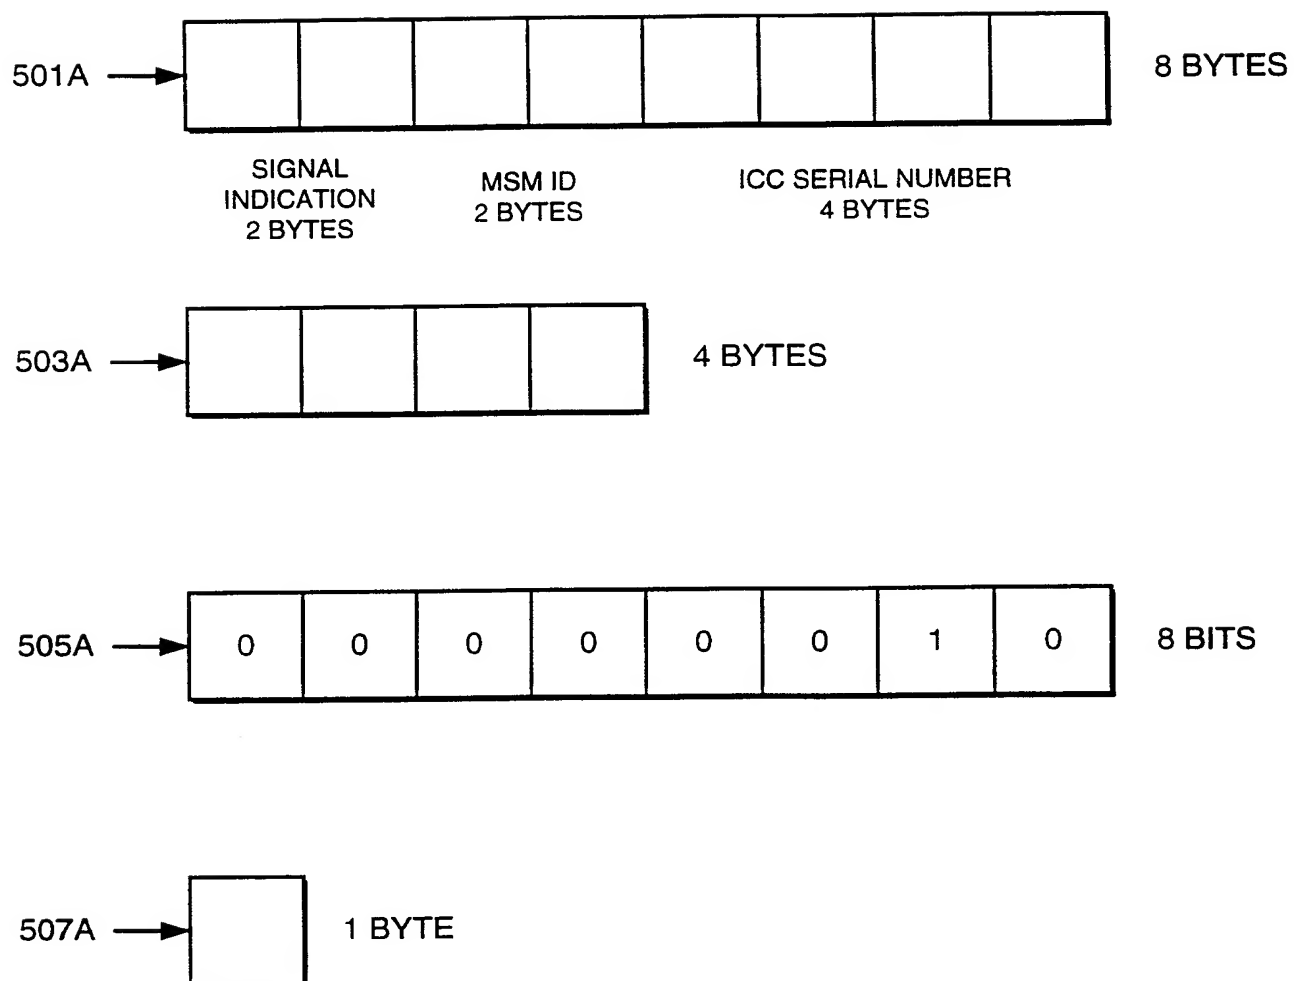 501A
8 BYTES
SIGNAL
INDICATION
2 BYTES
MSM ID
2 BYTES
ICC SERIAL NUMBER
4 BYTES
503A
4 BYTES
505A
0 0 0 0 0 0 1 0
8 BITS
507A
1 BYTE